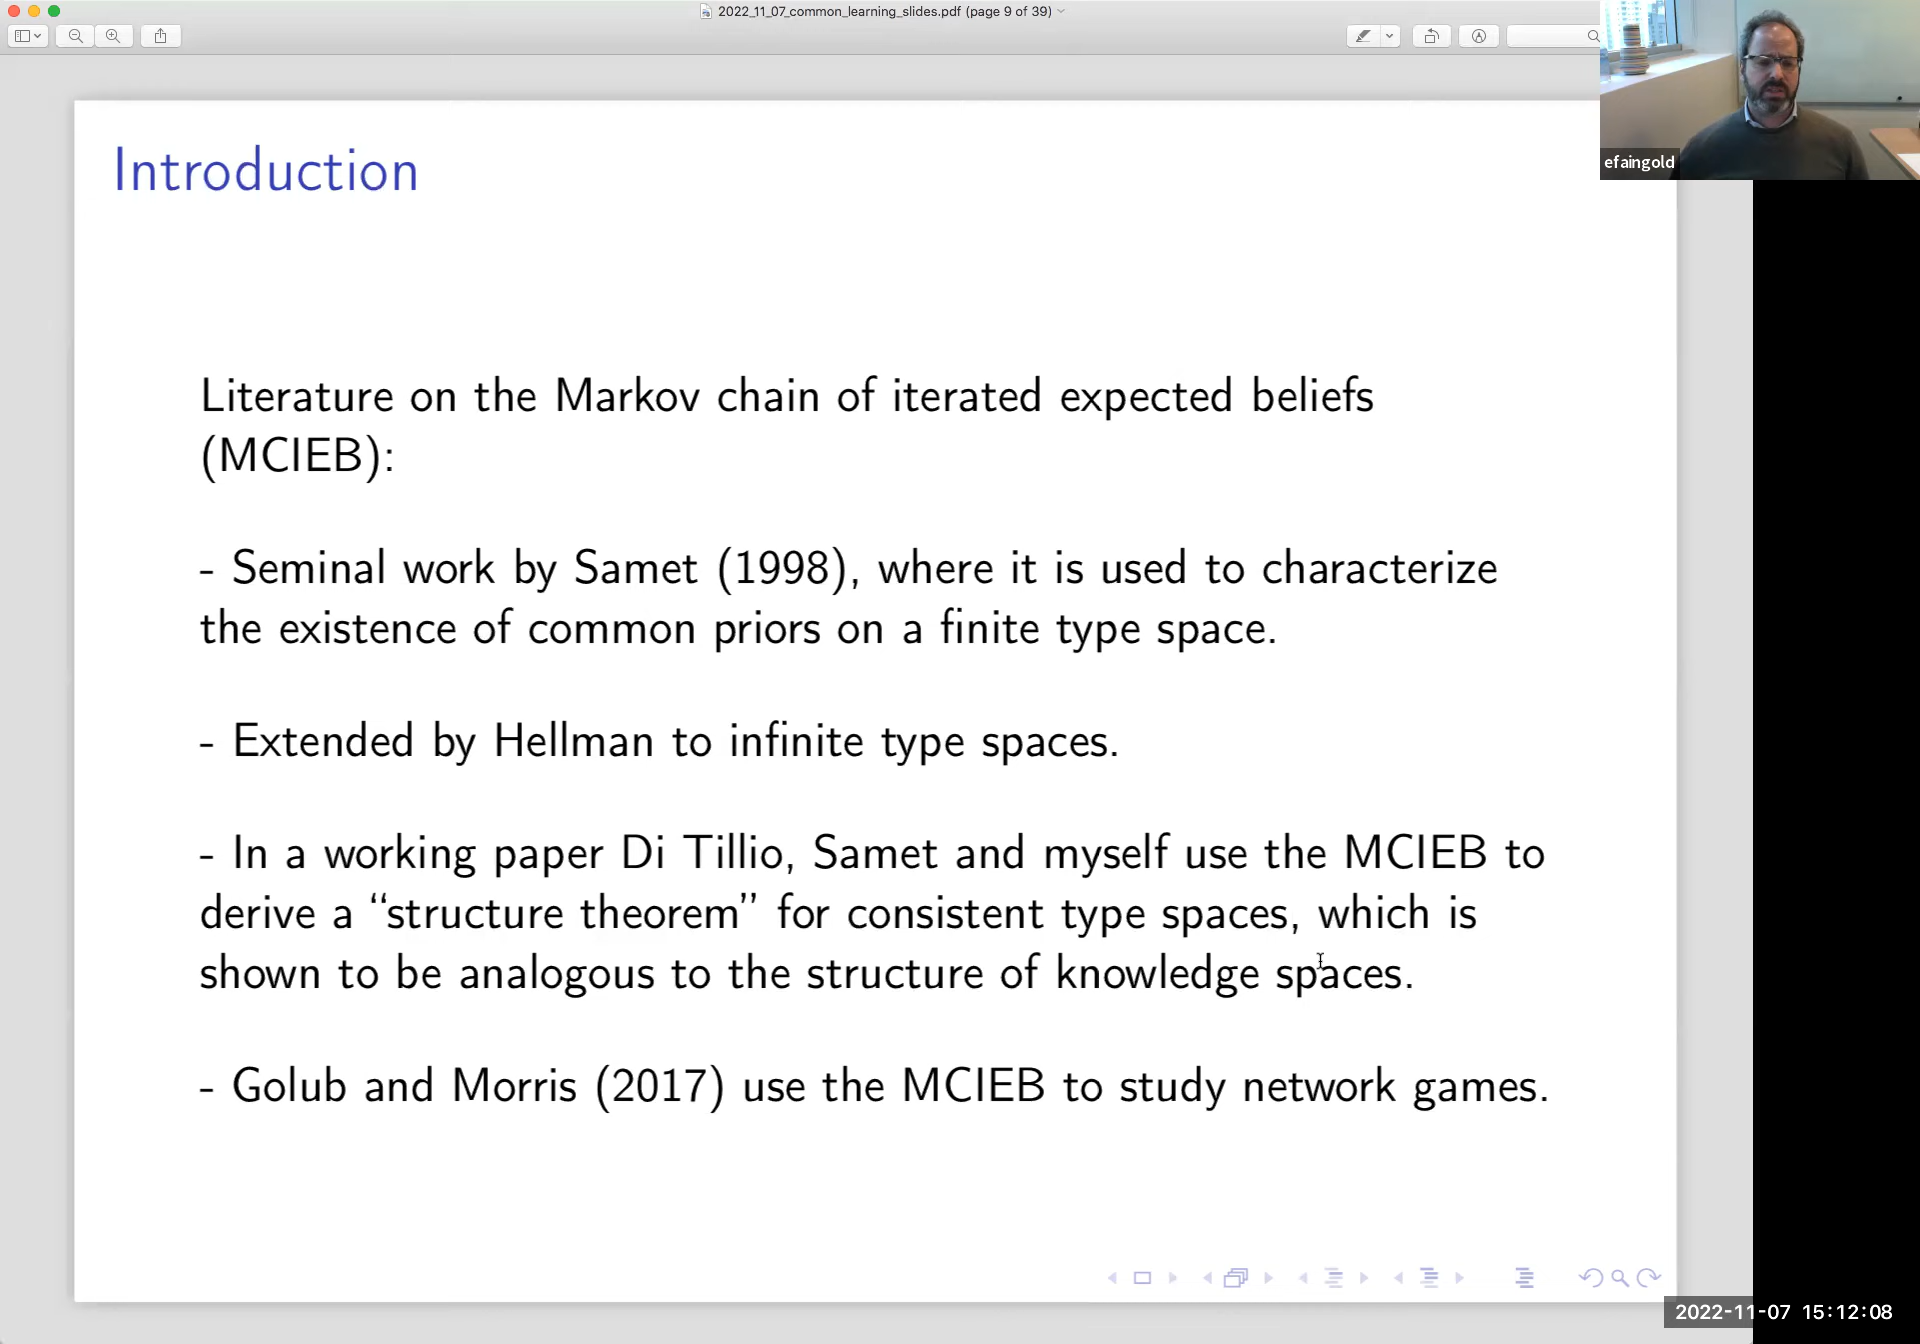 2022_11_07_common_learning_slides.pdf (page 9 of 39)
efaingold
Introduction
Literature on the Markov chain of iterated expected beliefs
(MCIEB):
- Seminal work by Samet (1998), where it is used to characterize
the existence of common priors on a finite type space.
- Extended by Hellman to infinite type spaces.
- In a working paper Di Tillio, Samet and myself use the MCIEB to
derive a “structure theorem” for consistent type spaces, which is
shown to be analogous to the structure of knowledge spaces.
- Golub and Morris (2017) use the MCIEB to study network games.
2022-11-07 15:12:08